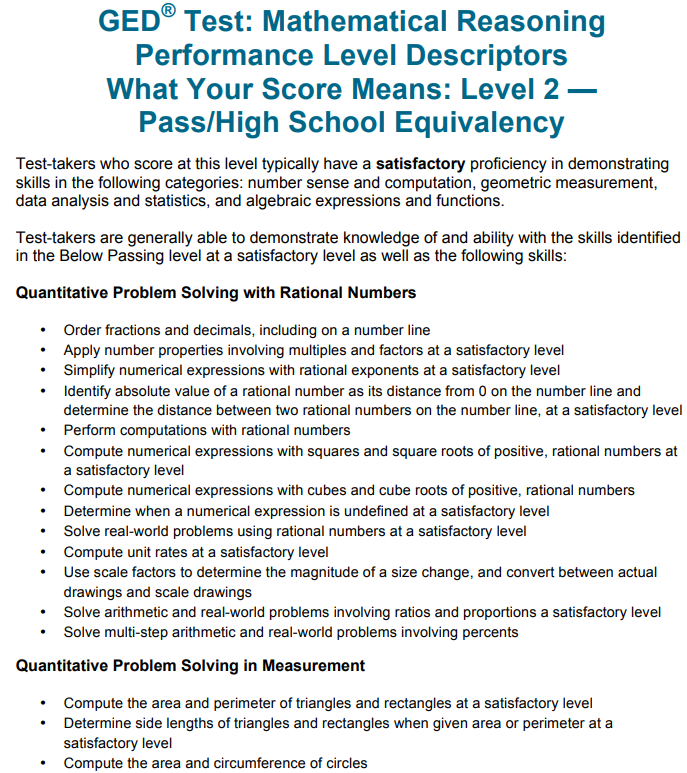 GED® Test: Mathematical Reasoning
Performance Level Descriptors
What Your Score Means: Level 2 —
Pass/High School Equivalency
Test-takers who score at this level typically have a satisfactory proficiency in demonstrating
skills in the following categories: number sense and computation, geometric measurement,
data analysis and statistics, and algebraic expressions and functions.
Test-takers are generally able to demonstrate knowledge of and ability with the skills identified
in the Below Passing level at a satisfactory level as well as the following skills:
Quantitative Problem Solving with Rational Numbers
• Order fractions and decimals, including on a number line
• Apply number properties involving multiples and factors at a satisfactory level
• Simplify numerical expressions with rational exponents at a satisfactory level
• Identify absolute value of a rational number as its distance from 0 on the number line and
determine the distance between two rational numbers on the number line, at a satisfactory level
• Perform computations with rational numbers
• Compute numerical expressions with squares and square roots of positive, rational numbers at
a satisfactory level
• Compute numerical expressions with cubes and cube roots of positive, rational numbers
• Determine when a numerical expression is undefined at a satisfactory level
• Solve real-world problems using rational numbers at a satisfactory level
• Compute unit rates at a satisfactory level
• Use scale factors to determine the magnitude of a size change, and convert between actual
drawings and scale drawings
• Solve arithmetic and real-world problems involving ratios and proportions a satisfactory level
• Solve multi-step arithmetic and real-world problems involving percents
Quantitative Problem Solving in Measurement
• Compute the area and perimeter of triangles and rectangles at a satisfactory level
• Determine side lengths of triangles and rectangles when given area or perimeter at a
satisfactory level
• Compute the area and circumference of circles